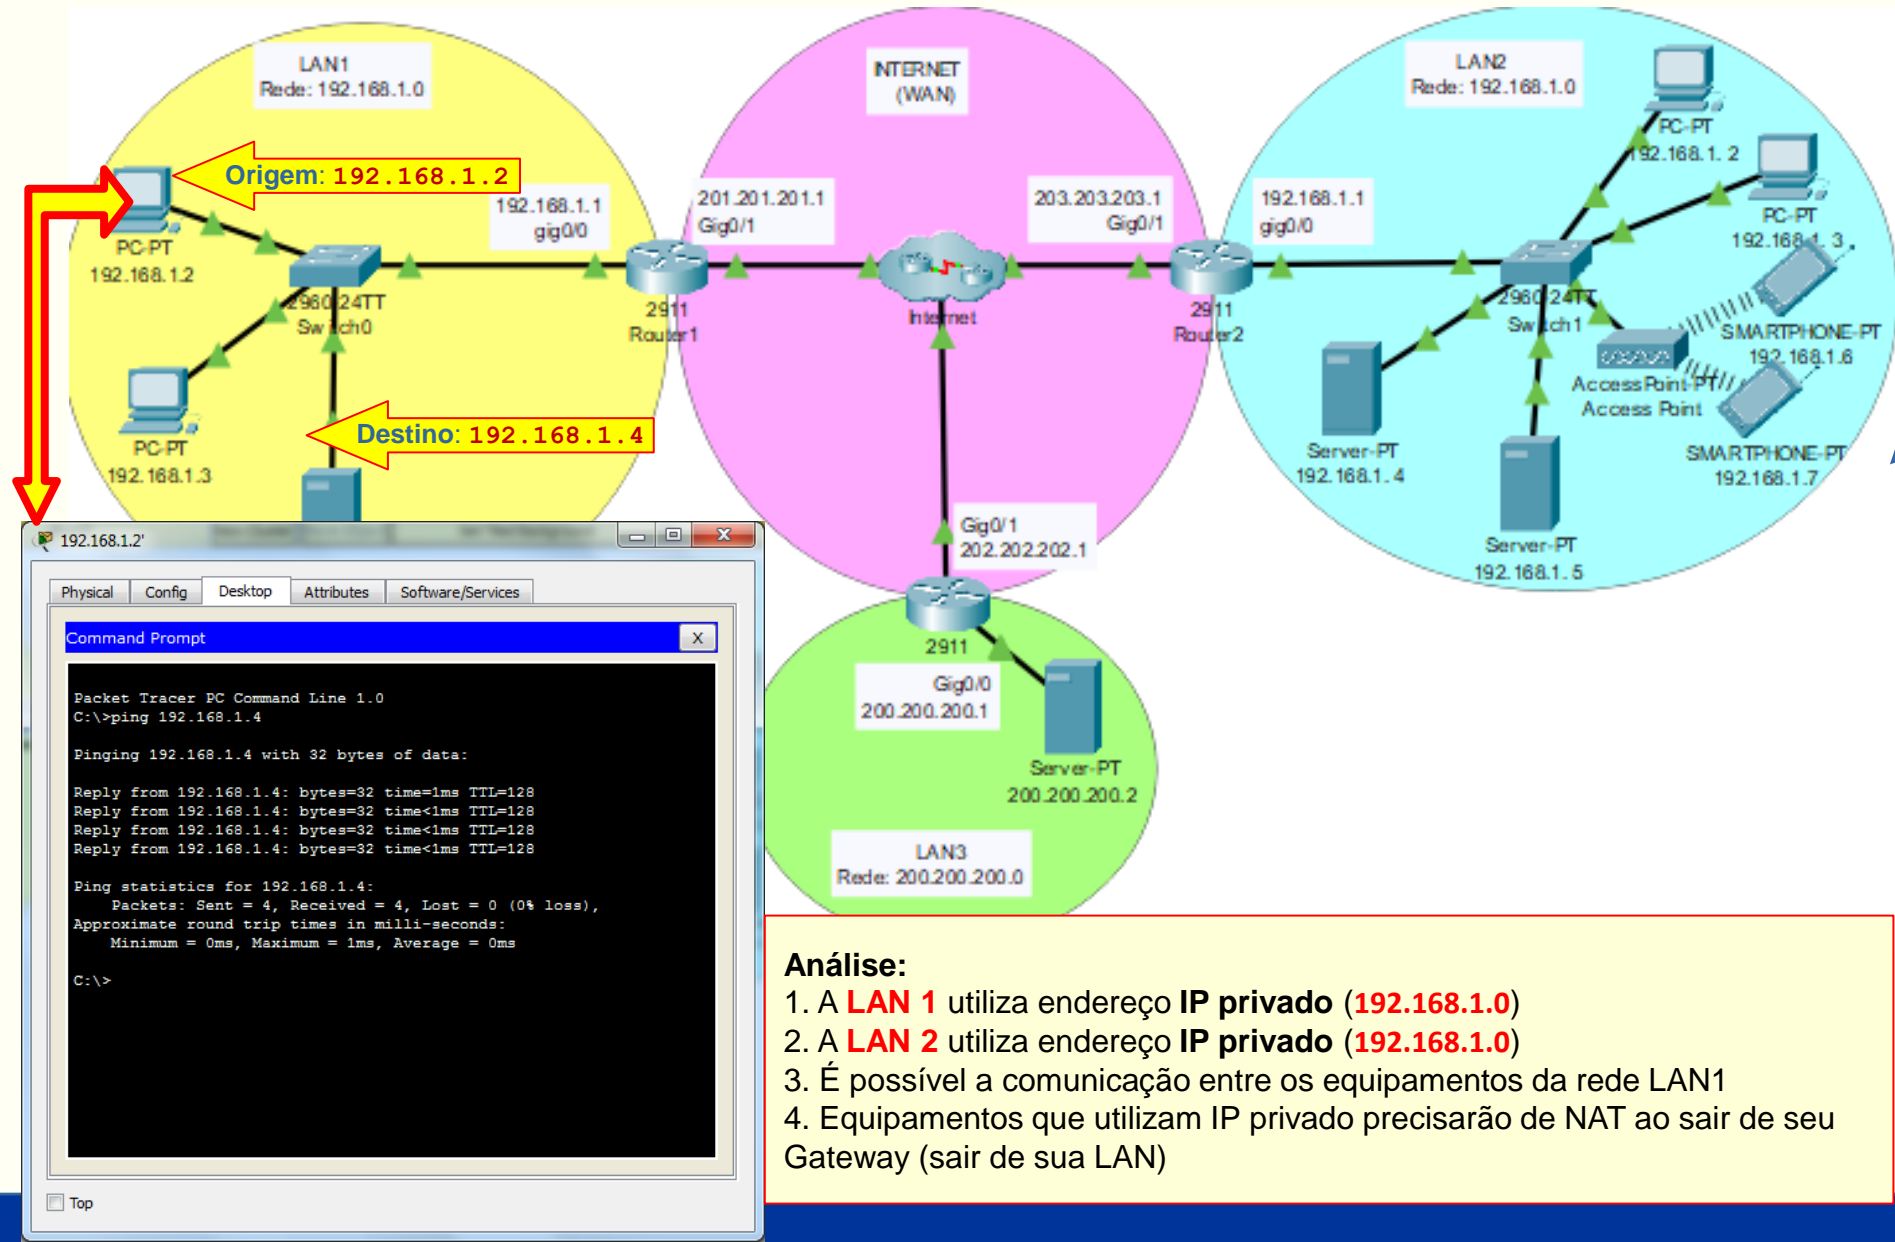 LAN1
Rede: 192.168.1.0
INTERNET
(WAN)
LAN2
Rede: 192.168.1.0
Origem: 192.168.1.2
PC-PT
192.168.1.2
192.168.1.1
gig0/0
201.201.201.1
Gig0/1
203.203.203.1
Gig0/1
192.168.1.1
gig0/0
PC-PT
192.168.1.2
PC-PT
192.168.1.3
2960-24TT
Switch0
2911
Router1
Internet
2911
Router2
2960-24TT
Switch1
SMARTPHONE-PT
192.168.1.6
AccessPoint-PT
Access Point
PC-PT
192.168.1.3
Destino: 192.168.1.4
Server-PT
192.168.1.4
SMARTPHONE-PT
192.168.1.7
Server-PT
192.168.1.5
Gig0/1
202.202.202.1
2911
Gig0/0
200.200.200.1
Server-PT
200.200.200.2
LAN3
Rede: 200.200.200.0
192.168.1.2'
Physical Config Desktop Attributes Software/Services
Command Prompt X
Packet Tracer PC Command Line 1.0
C:\>ping 192.168.1.4
Pinging 192.168.1.4 with 32 bytes of data:
Reply from 192.168.1.4: bytes=32 time=1ms TTL=128
Reply from 192.168.1.4: bytes=32 time<1ms TTL=128
Reply from 192.168.1.4: bytes=32 time<1ms TTL=128
Reply from 192.168.1.4: bytes=32 time<1ms TTL=128
Ping statistics for 192.168.1.4:
Packets: Sent = 4, Received = 4, Lost = 0 (0% loss),
Approximate round trip times in milli-seconds:
Minimum = 0ms, Maximum = 1ms, Average = 0ms
C:\>
Top
Análise:
1. A LAN 1 utiliza endereço IP privado (192.168.1.0)
2. A LAN 2 utiliza endereço IP privado (192.168.1.0)
3. É possível a comunicação entre os equipamentos da rede LAN1
4. Equipamentos que utilizam IP privado precisarão de NAT ao sair de seu
Gateway (sair de sua LAN)